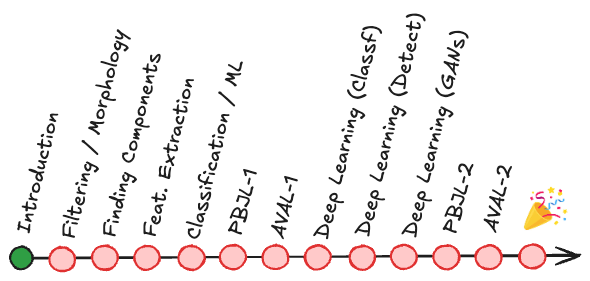 Introduction
Filtering / Morphology
Finding Components
Feat. Extraction
Classification / ML
PBJL-1
AVAL-1
Deep Learning (Classf)
Deep Learning (Detect)
Deep Learning (GANs)
PBJL-2
AVAL-2